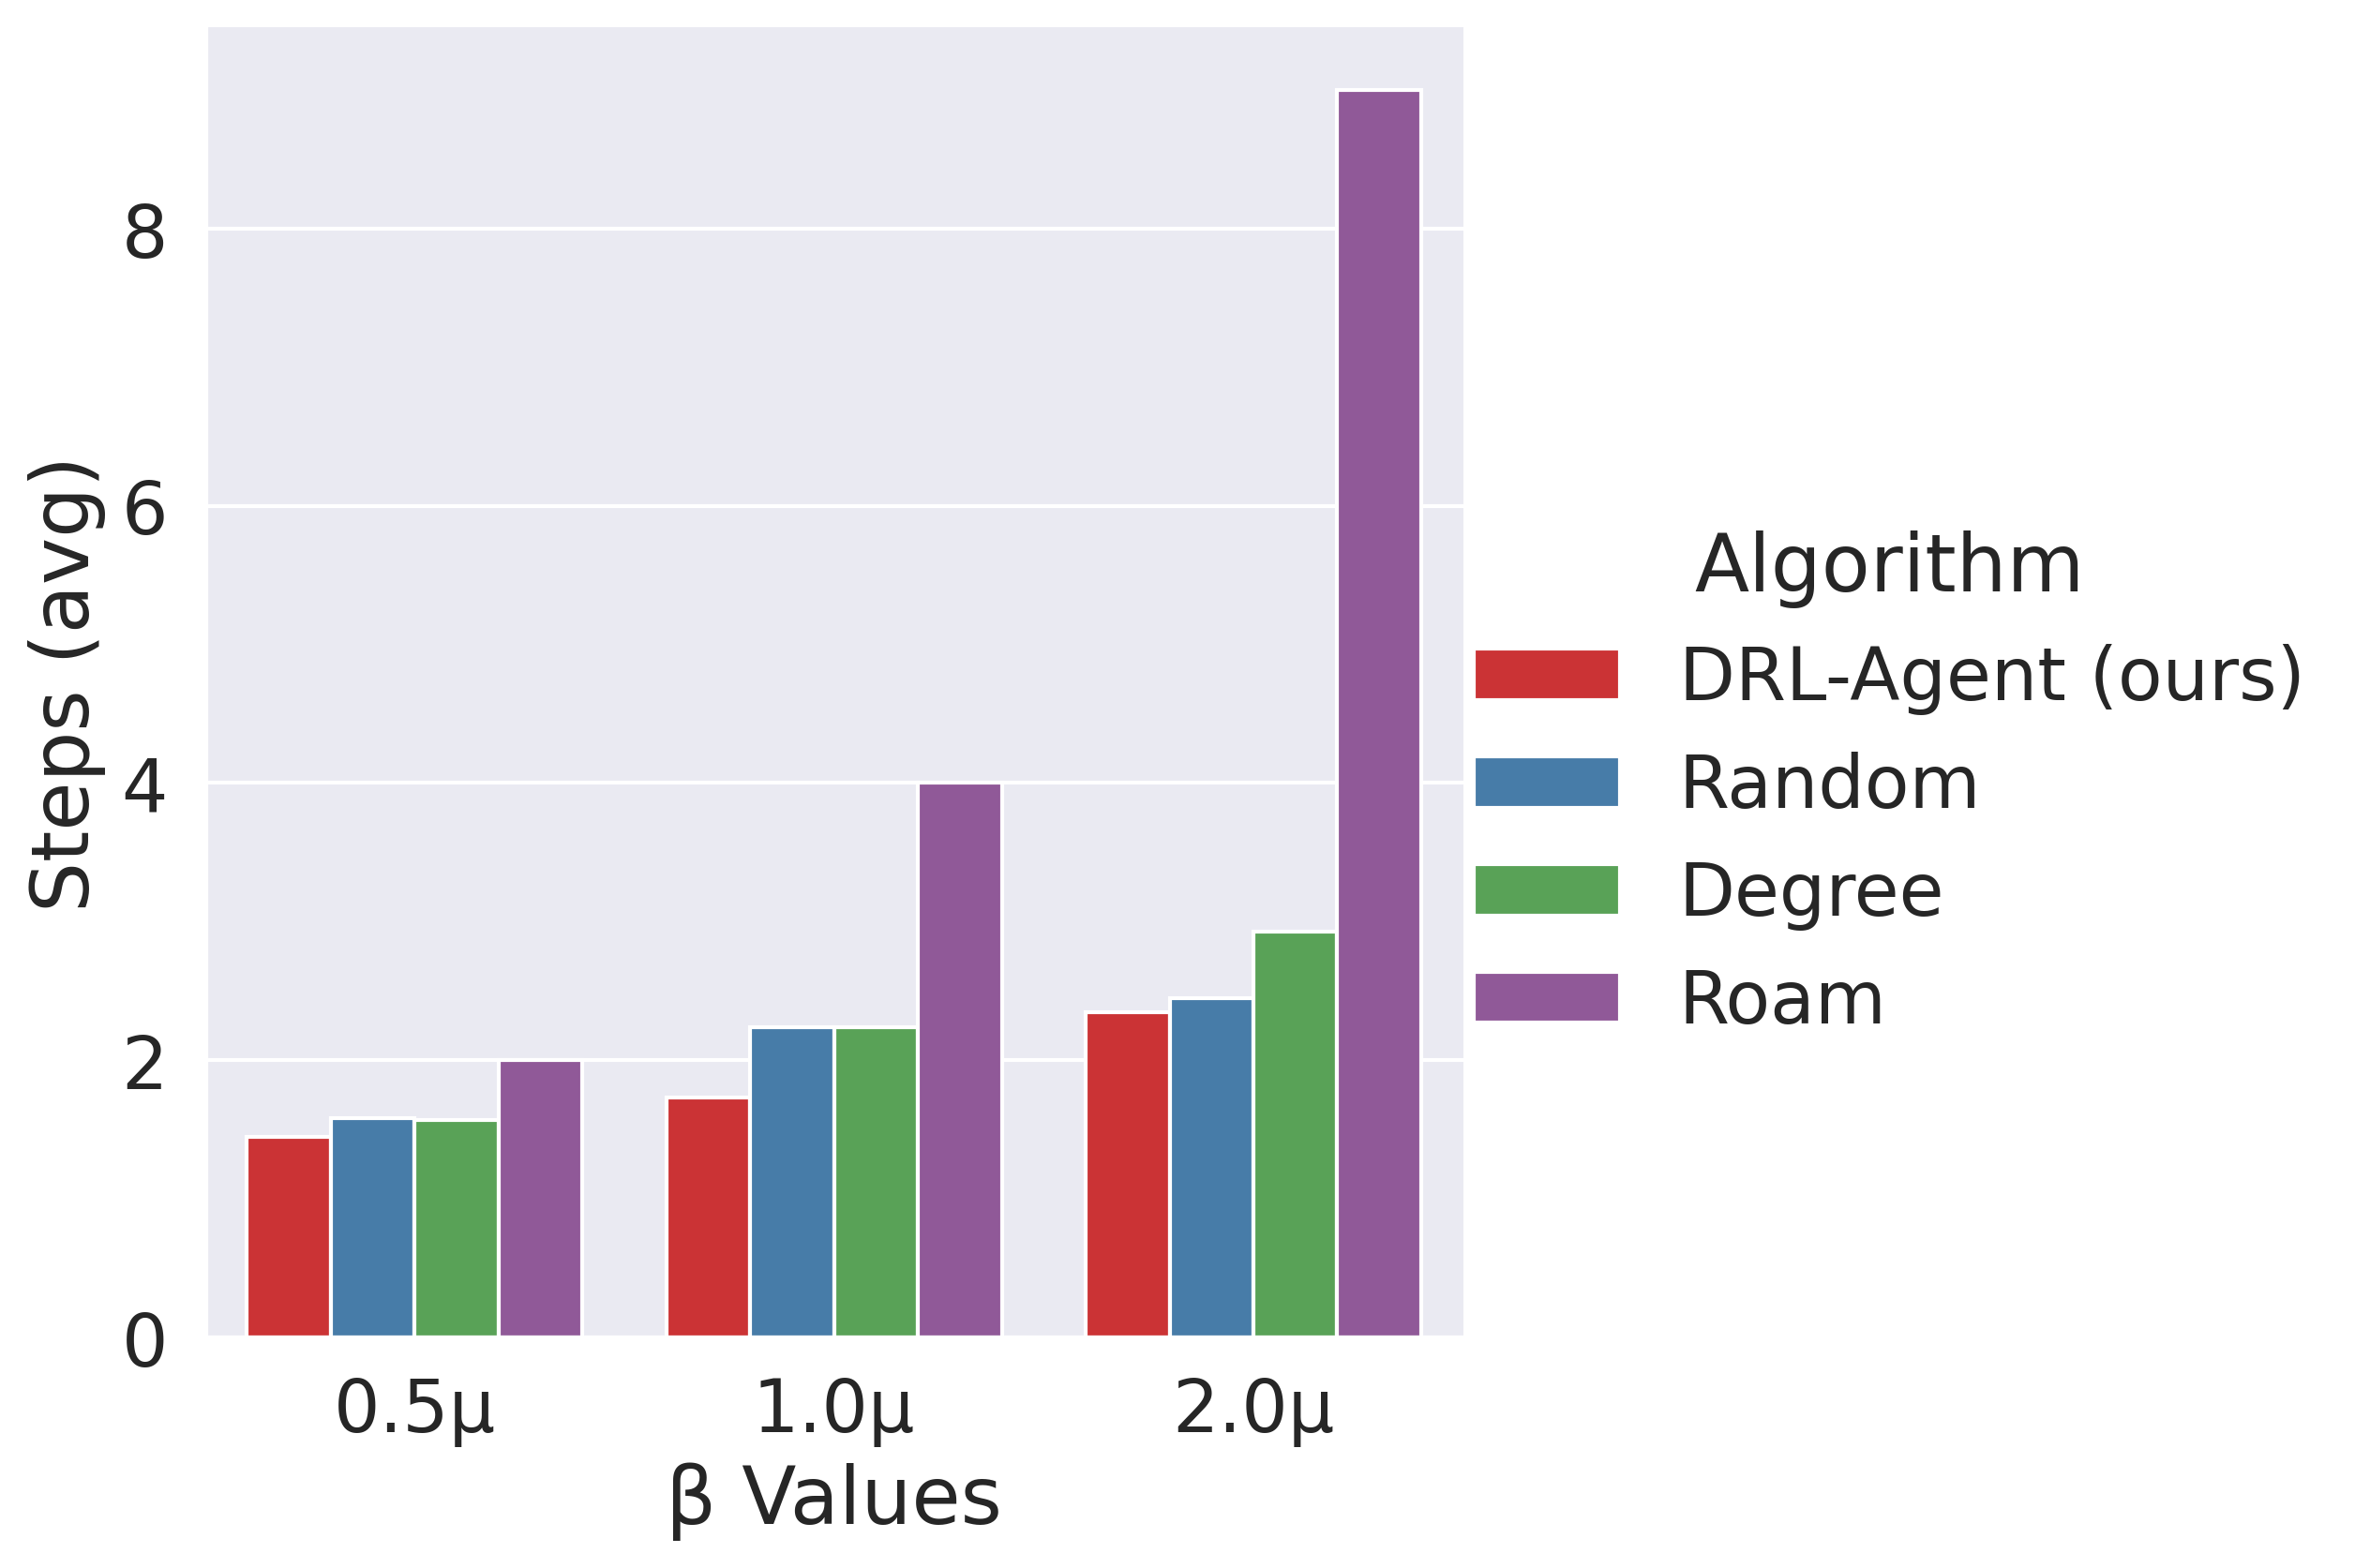 Steps (avg)
8
6
4
2
0
0.5µ 1.0µ 2.0µ
β Values
Algorithm
DRL-Agent (ours)
Random
Degree
Roam